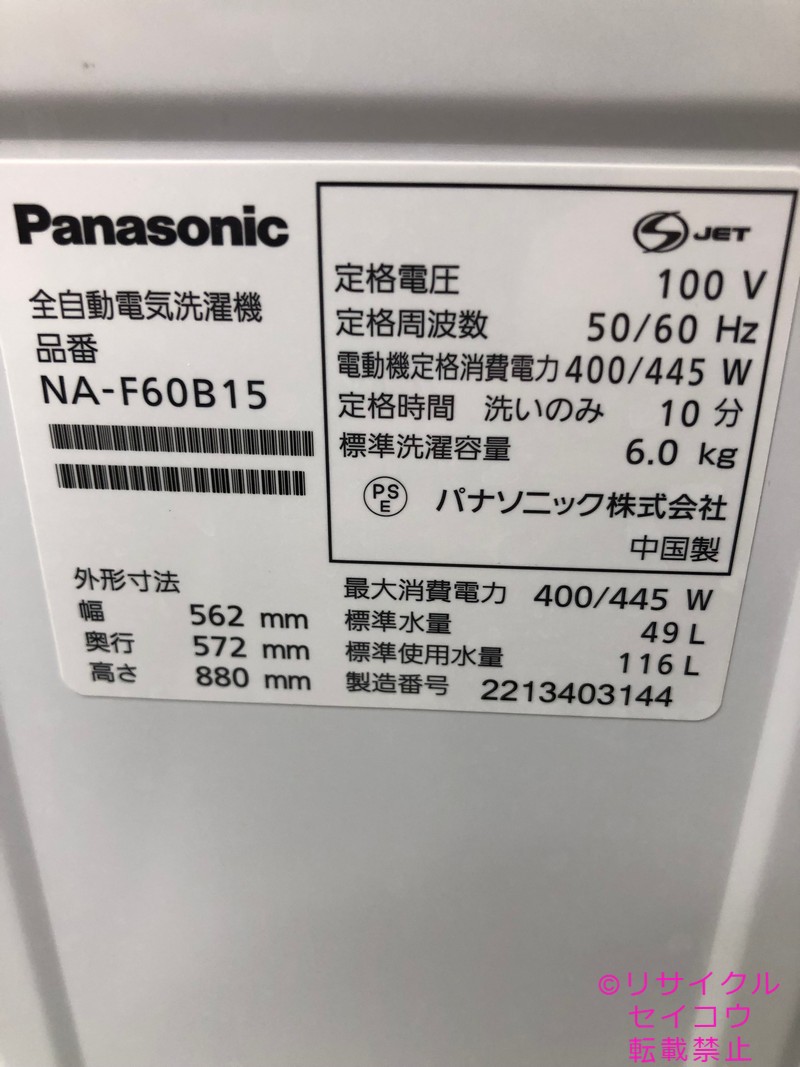 Panasonic
全自動電気洗濯機
品番
NA-F60B15
外形寸法
幅 562 mm
奥行 572 mm
高さ 880 mm
S JET
定格電圧 100 V
定格周波数 50/60 Hz
電動機定格消費電力 400/445 W
定格時間 洗いのみ 10 分
標準洗濯容量 6.0 kg
PS
E
パナソニック株式会社
中国製
最大消費電力 400/445 W
標準水量 49 L
標準使用水量 116 L
製造番号 2213403144
©リサイクル
セイコウ
転載禁止